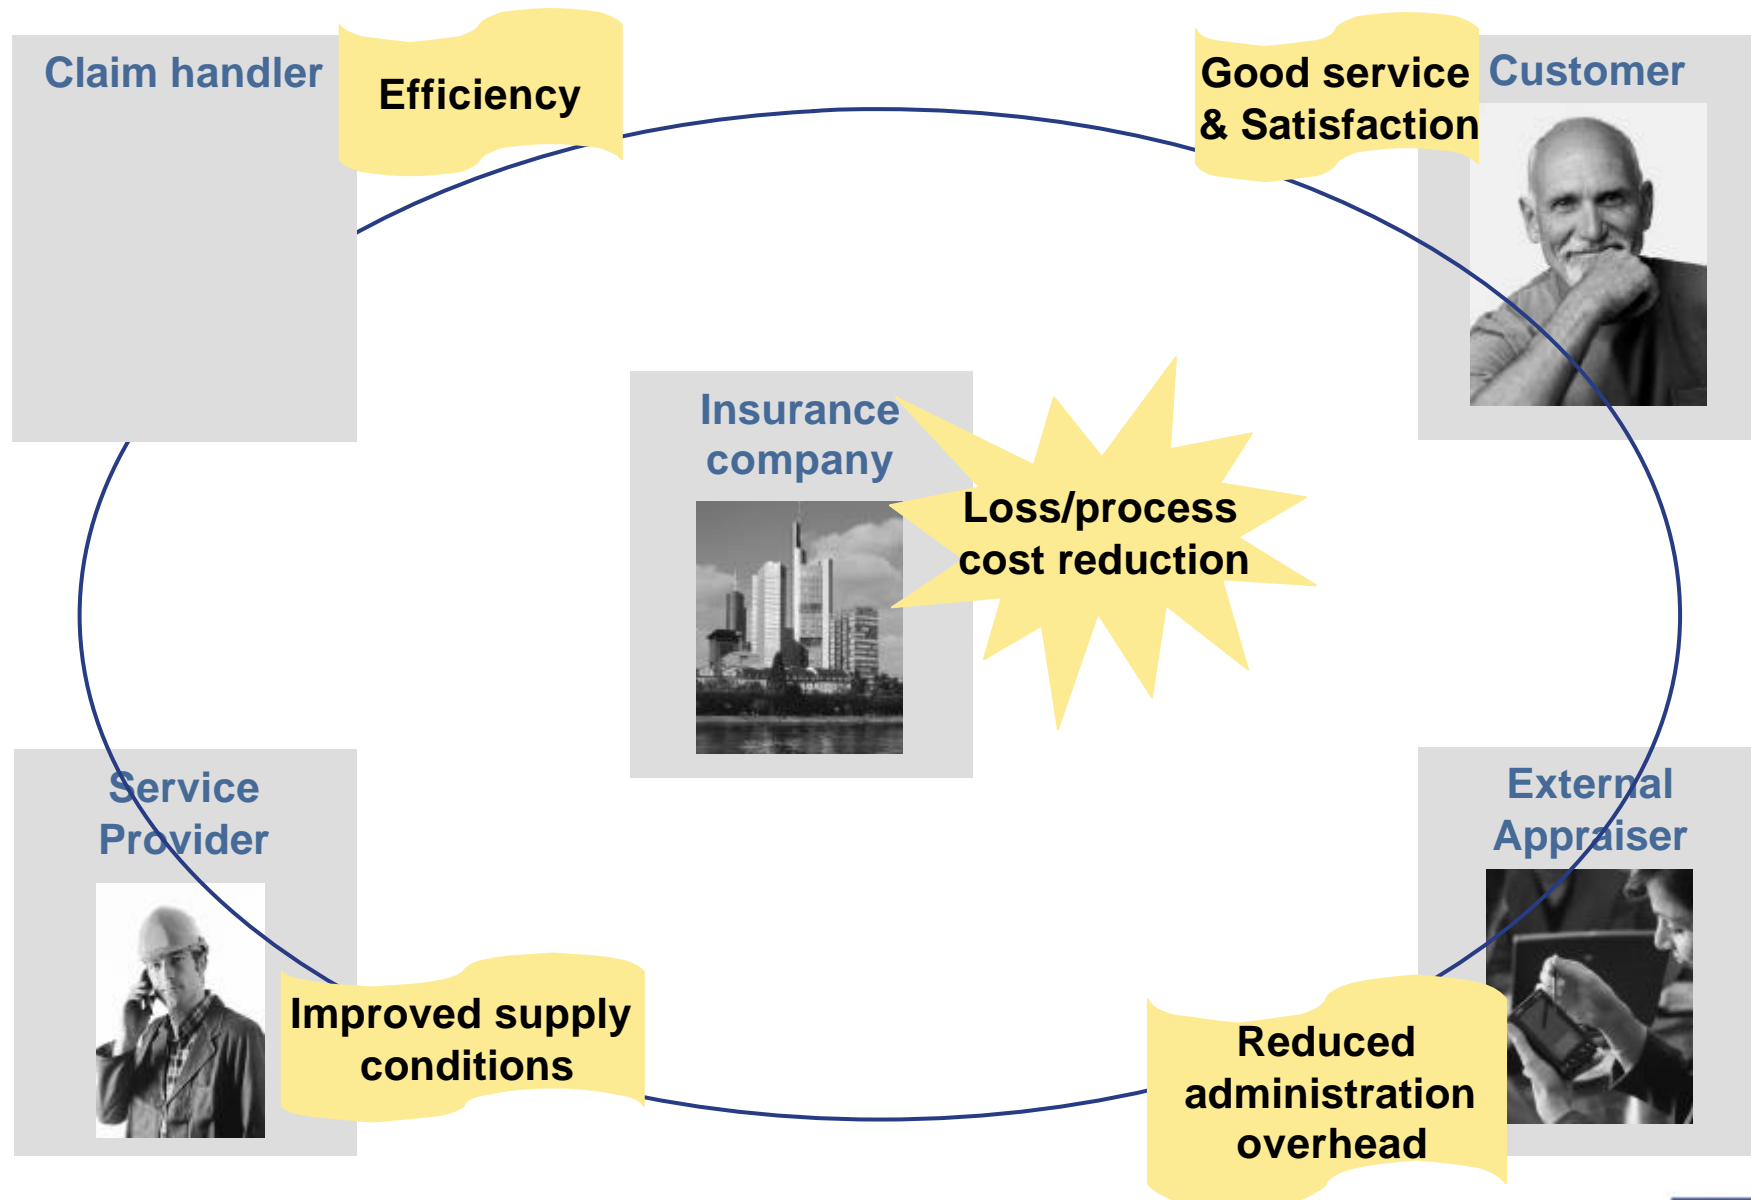 Claim handler
Efficiency
Good service
& Satisfaction
Customer
Insurance
company
Loss/process
cost reduction
Service
Provider
Improved supply
conditions
External
Appraiser
Reduced
administration
overhead